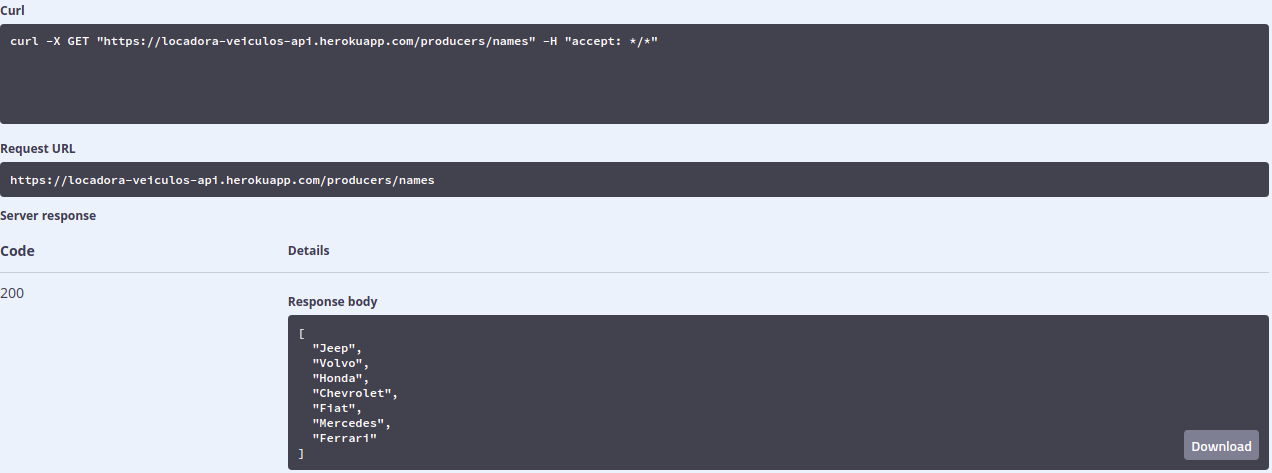 Curl
curl -X GET "https://locadora-veiculos-api.herokuapp.com/producers/names" -H "accept: */*"
Request URL
https://locadora-veiculos-api.herokuapp.com/producers/names
Server response
Code Details
200
Response body
[
"Jeep",
"Volvo",
"Honda",
"Chevrolet",
"Fiat",
"Mercedes",
"Ferrari"
]
Download